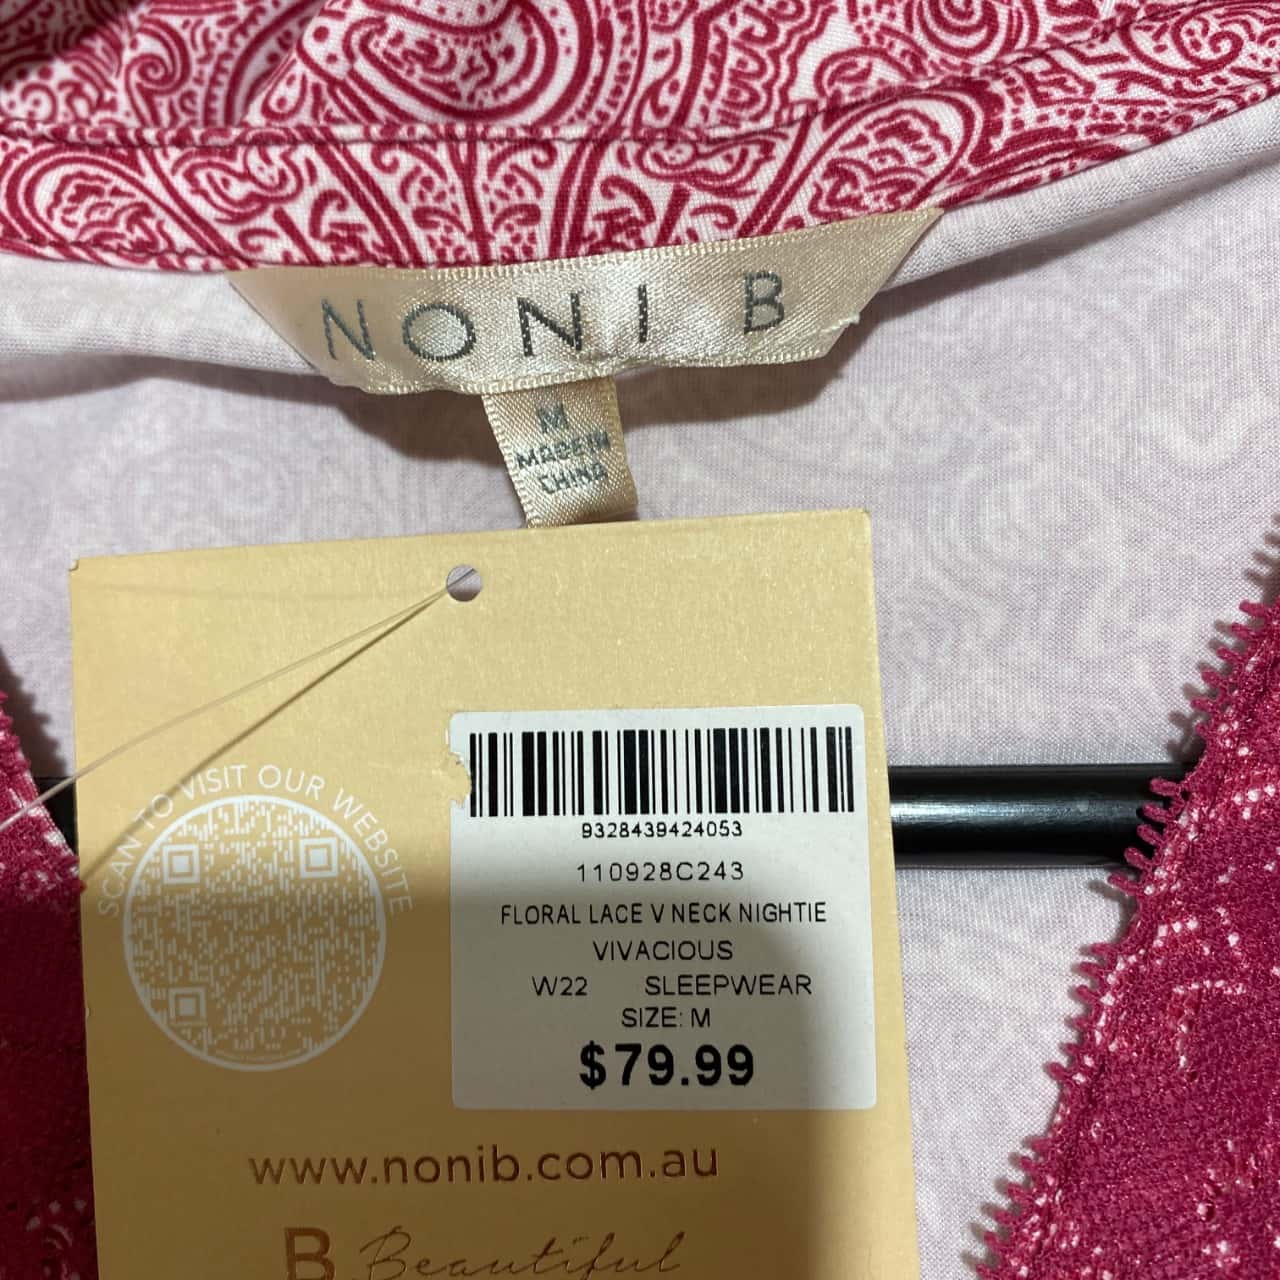 NONI B
M
MADE IN
CHINA
SCAN TO VISIT OUR WEBSITE
9328439424053
110928C243
FLORAL LACE V NECK NIGHTIE
VIVACIOUS
W22 SLEEPWEAR
SIZE: M
$79.99
www.nonib.com.au
B Beautiful